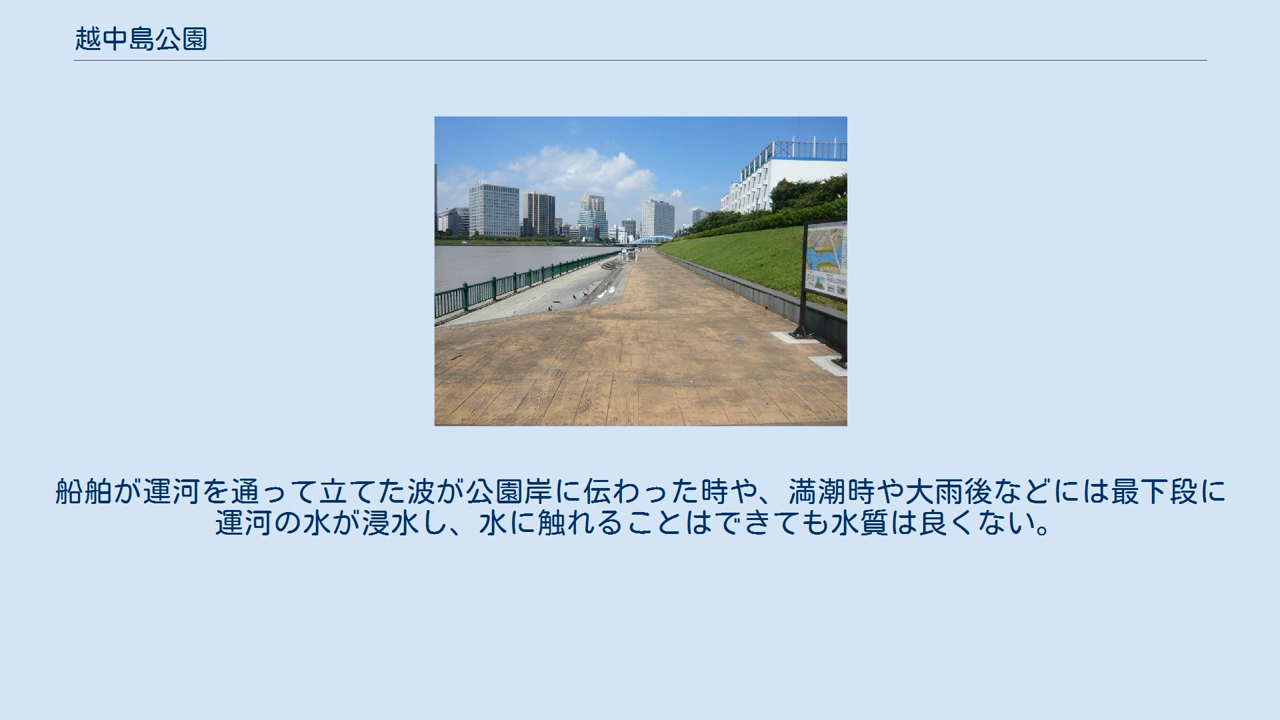 越中島公園
船舶が運河を通って立てた波が公園岸に伝わった時や、満潮時や大雨後などには最下段に
運河の水が浸水し、水に触れることはできても水質は良くない。